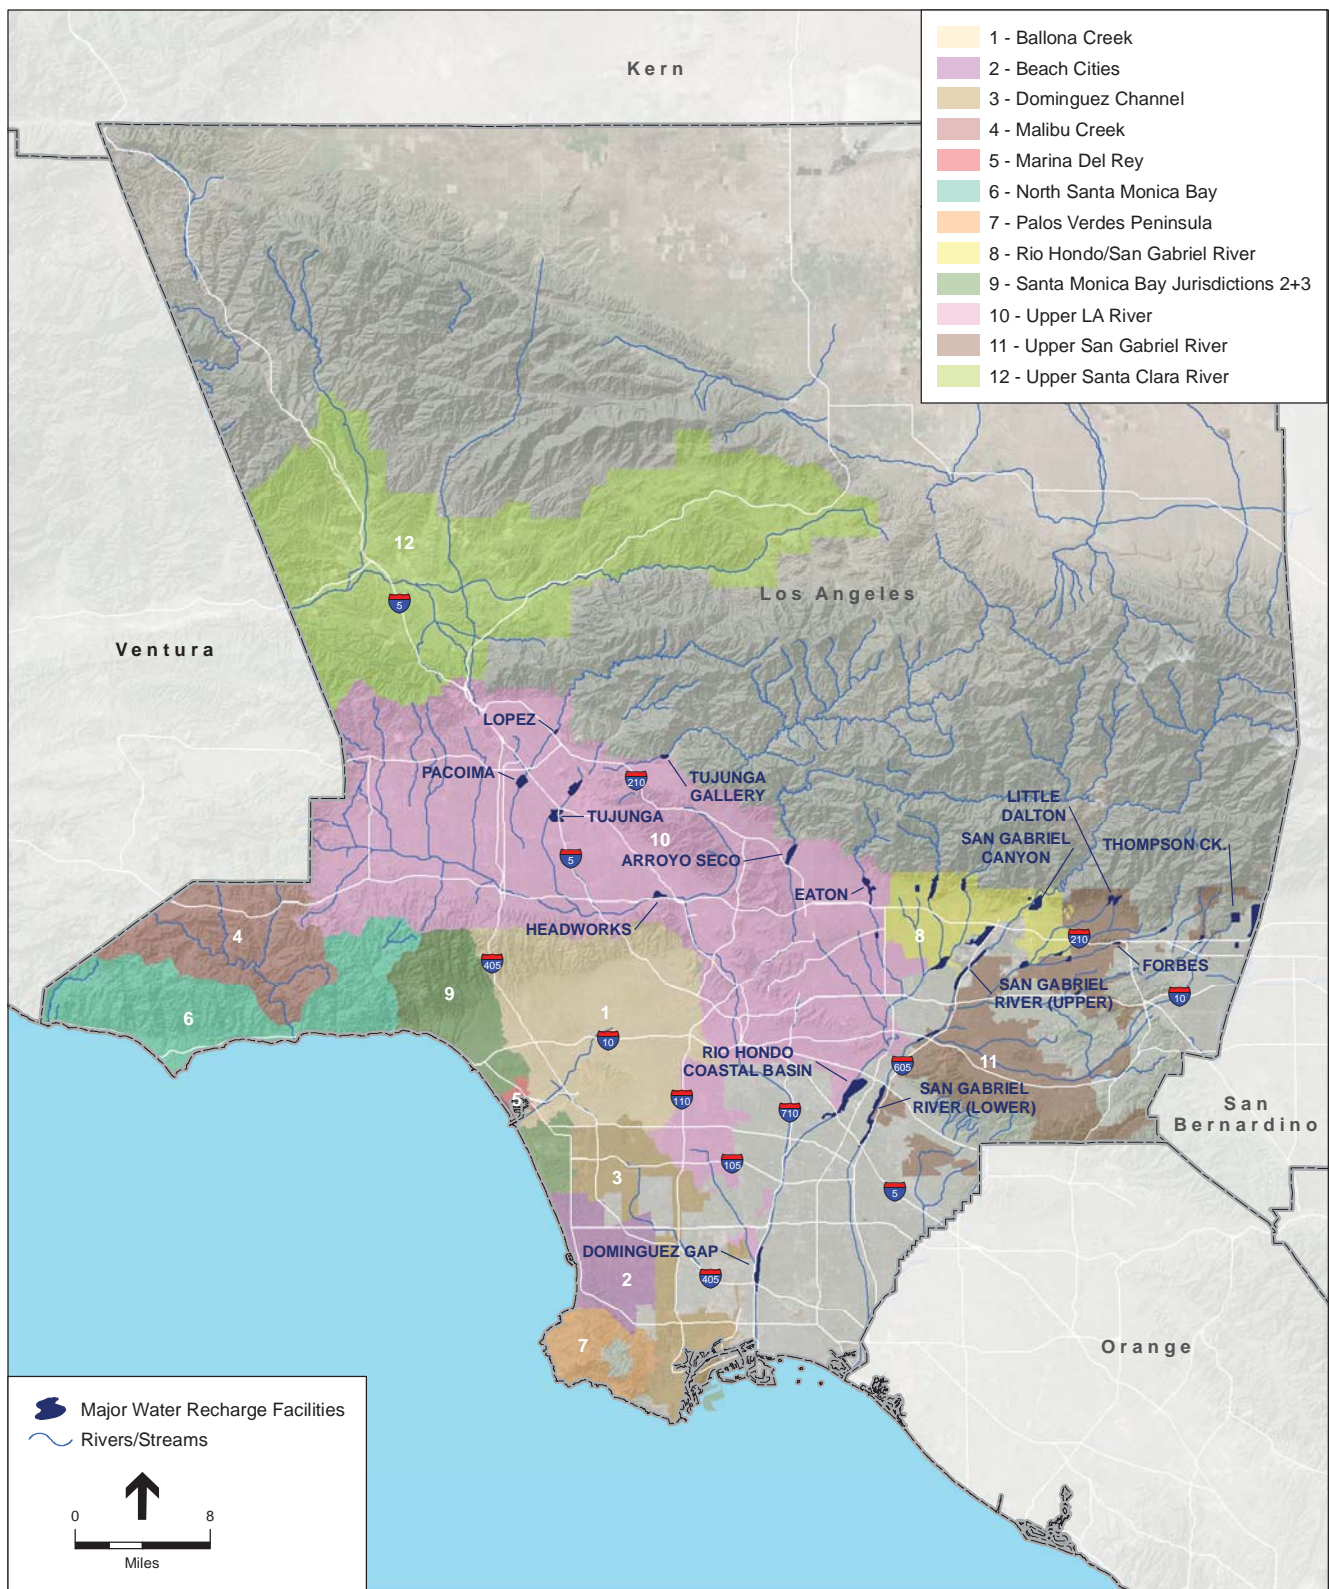 Kern
1 - Ballona Creek
2 - Beach Cities
3 - Dominguez Channel
4 - Malibu Creek
5 - Marina Del Rey
6 - North Santa Monica Bay
7 - Palos Verdes Peninsula
8 - Rio Hondo/San Gabriel River
9 - Santa Monica Bay Jurisdictions 2+3
10 - Upper LA River
11 - Upper San Gabriel River
12 - Upper Santa Clara River
12
5
Los Angeles
Ventura
LOPEZ
PACOIMA
210
TUJUNGA
GALLERY
TUJUNGA
10
5
ARROYO SECO
EATON
LITTLE
DALTON
SAN GABRIEL
CANYON
THOMPSON CK.
HEADWORKS
4
405
8
210
FORBES
9
SAN GABRIEL
RIVER (UPPER)
10
6
1
10
RIO HONDO
COASTAL BASIN
605
11
5
110
710
SAN GABRIEL
RIVER (LOWER)
San
Bernardino
3
105
5
DOMINGUEZ GAP
2
405
7
Orange
Major Water Recharge Facilities
Rivers/Streams
0
8
Miles